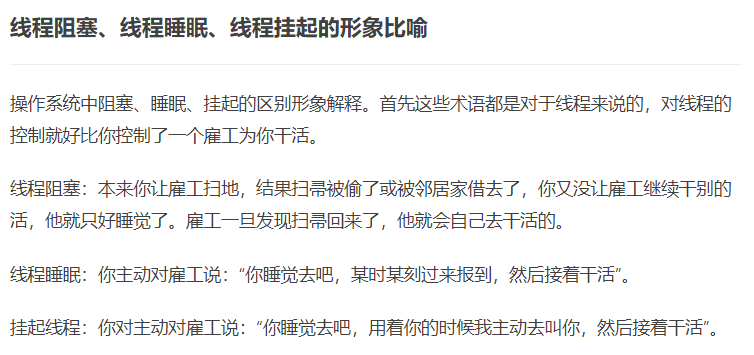 线程阻塞、线程睡眠、线程挂起的形象比喻
操作系统中阻塞、睡眠、挂起的区别形象解释。首先这些术语都是对于线程来说的，对线程的
控制就好比你控制了一个雇工为你干活。
线程阻塞：本来你让雇工扫地，结果扫帚被偷了或被邻居家借去了，你又没让雇工继续干别的
活，他就只好睡觉了。雇工一旦发现扫帚回来了，他就会自己去干活的。
线程睡眠：你主动对雇工说：“你睡觉去吧，某时某刻过来报到，然后接着干活”。
挂起线程：你对主动对雇工说：“你睡觉去吧，用着你的时候我主动去叫你，然后接着干活”。